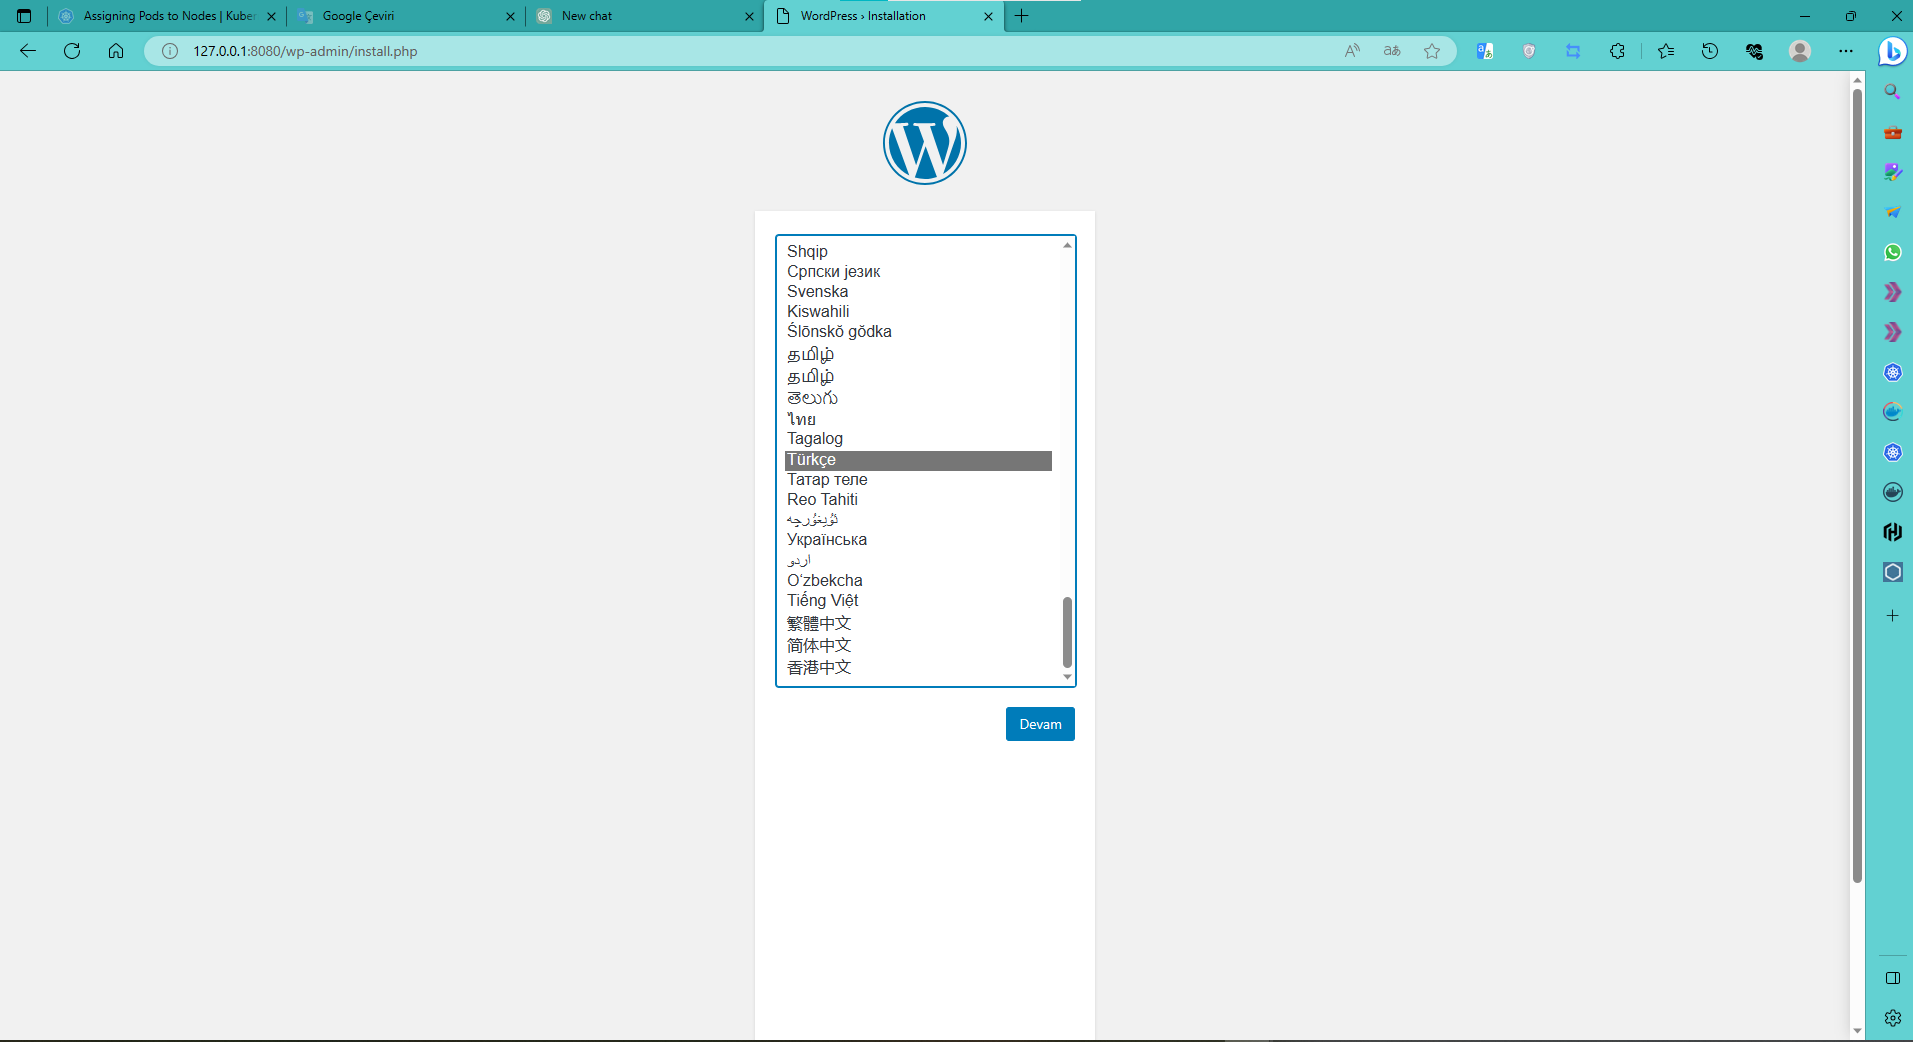 Assigning Pods to Nodes | Kuber
Google Çeviri
New chat
WordPress › Installation
127.0.0.1:8080/wp-admin/install.php
Shqip
Српски језик
Svenska
Kiswahili
Ślōnskŏ gŏdka
தமிழ்
தமிழ்
తెలుగు
ไทย
Tagalog
Türkçe
Татар теле
Reo Tahiti
ئۇيغۇرچە
Українська
اردو
O‘zbekcha
Tiếng Việt
繁體中文
简体中文
香港中文
Devam